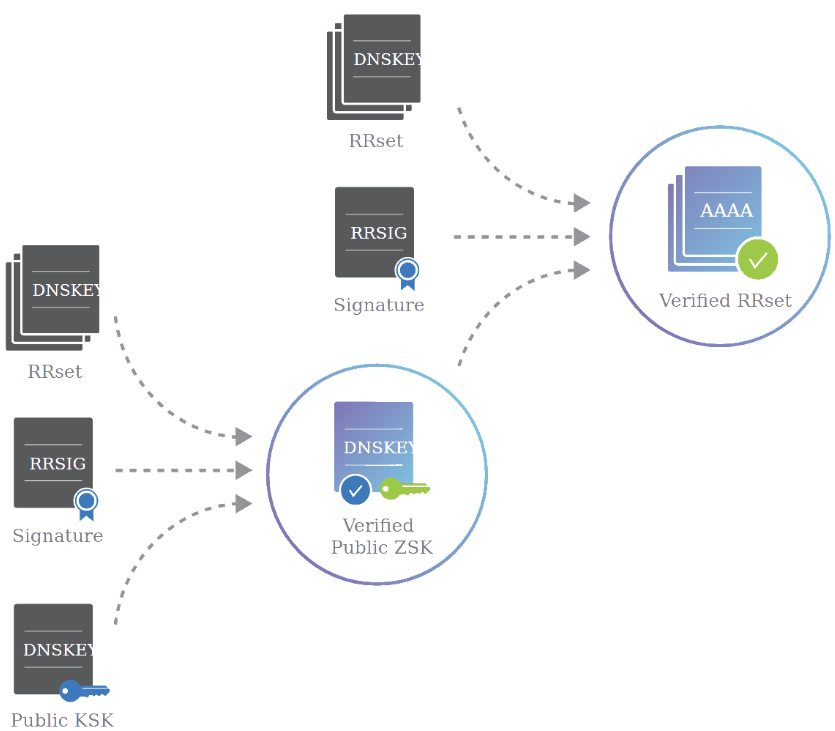 DNSKEY
RRset
RRSIG
Signature
AAAA
Verified RRset
DNSKEY
RRset
RRSIG
Signature
DNSKEY
Public KSK
DNSKEY
Verified
Public ZSK